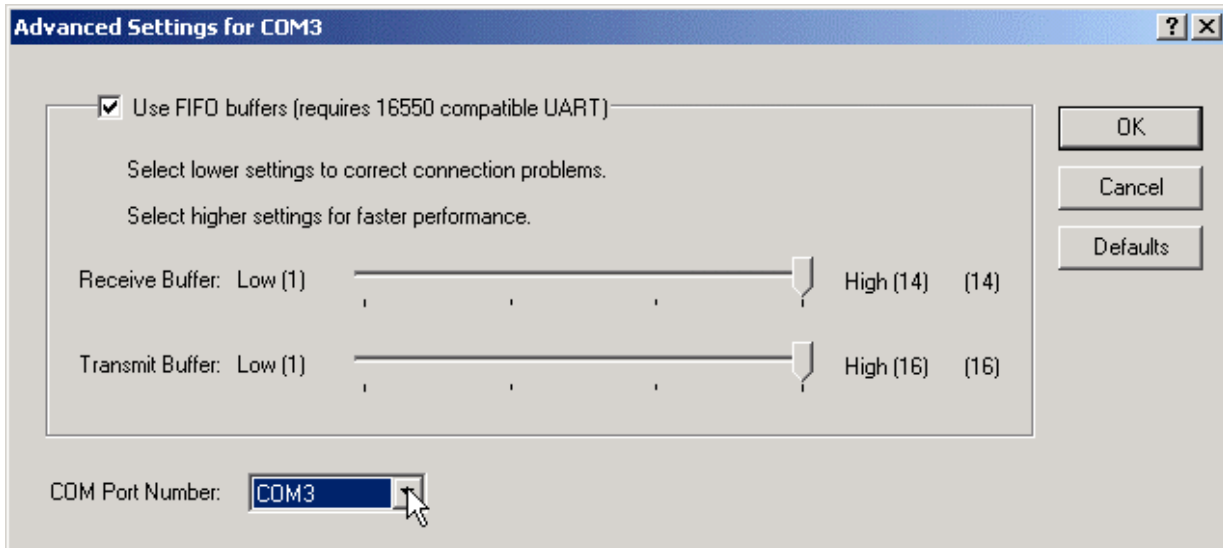 Advanced Settings for COM3
Use FIFO buffers (requires 16550 compatible UART)
Select lower settings to correct connection problems.
Select higher settings for faster performance.
Receive Buffer: Low (1) High (14) (14)
Transmit Buffer: Low (1) High (16) (16)
COM Port Number: COM3
OK
Cancel
Defaults